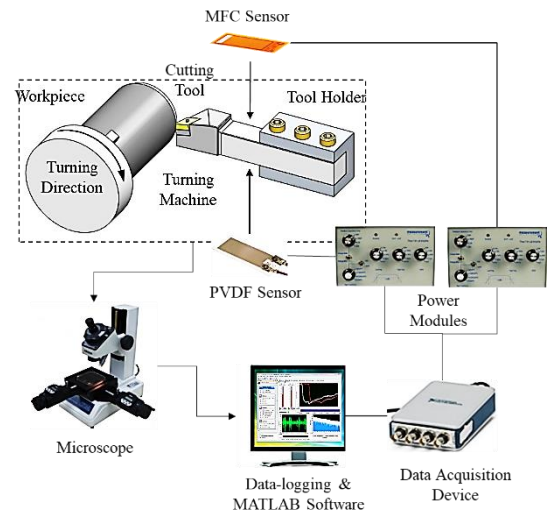 MFC Sensor
Cutting
Tool
Workpiece
Tool Holder
Turning
Direction
Turning
Machine
PVDF Sensor
Power
Modules
Microscope
Data-logging &
MATLAB Software
Data Acquisition
Device